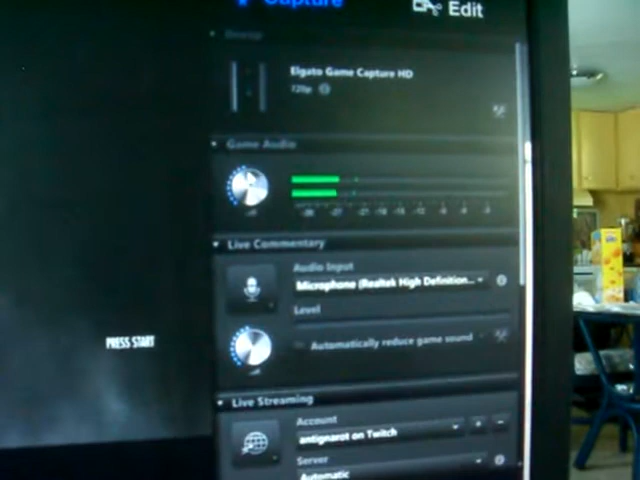 Capture
Edit
Device
Elgato Game Capture HD
720p
Game Audio
Live Commentary
Audio Input
Microphone (Realtek High Definition...
Level
Automatically reduce game sound
PRESS START
Live Streaming
Account
antignarot on Twitch
Server
Automatic